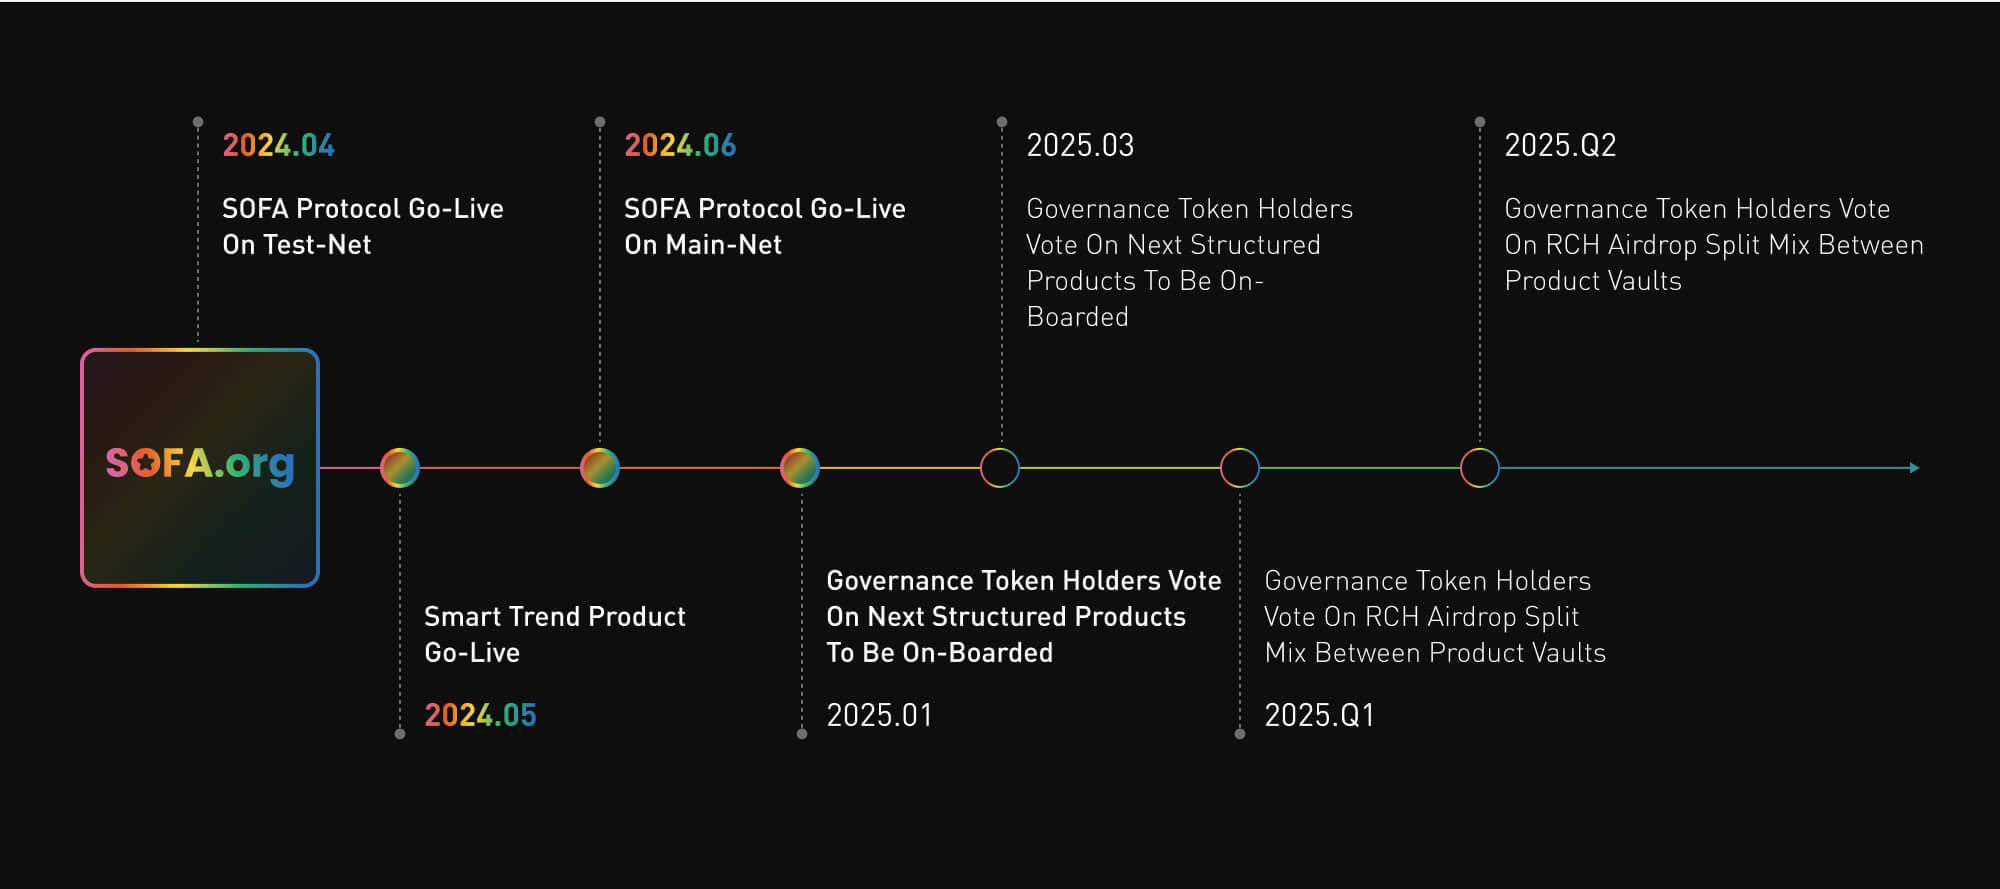 2024.04
SOFA Protocol Go-Live
On Test-Net
2024.06
SOFA Protocol Go-Live
On Main-Net
2025.03
Governance Token Holders
Vote On Next Structured
Products To Be On-
Boarded
2025.Q2
Governance Token Holders Vote
On RCH Airdrop Split Mix Between
Product Vaults
SOFA.org
Smart Trend Product
Go-Live
2024.05
Governance Token Holders Vote
On Next Structured Products
To Be On-Boarded
2025.01
Governance Token Holders
Vote On RCH Airdrop Split
Mix Between Product Vaults
2025.Q1